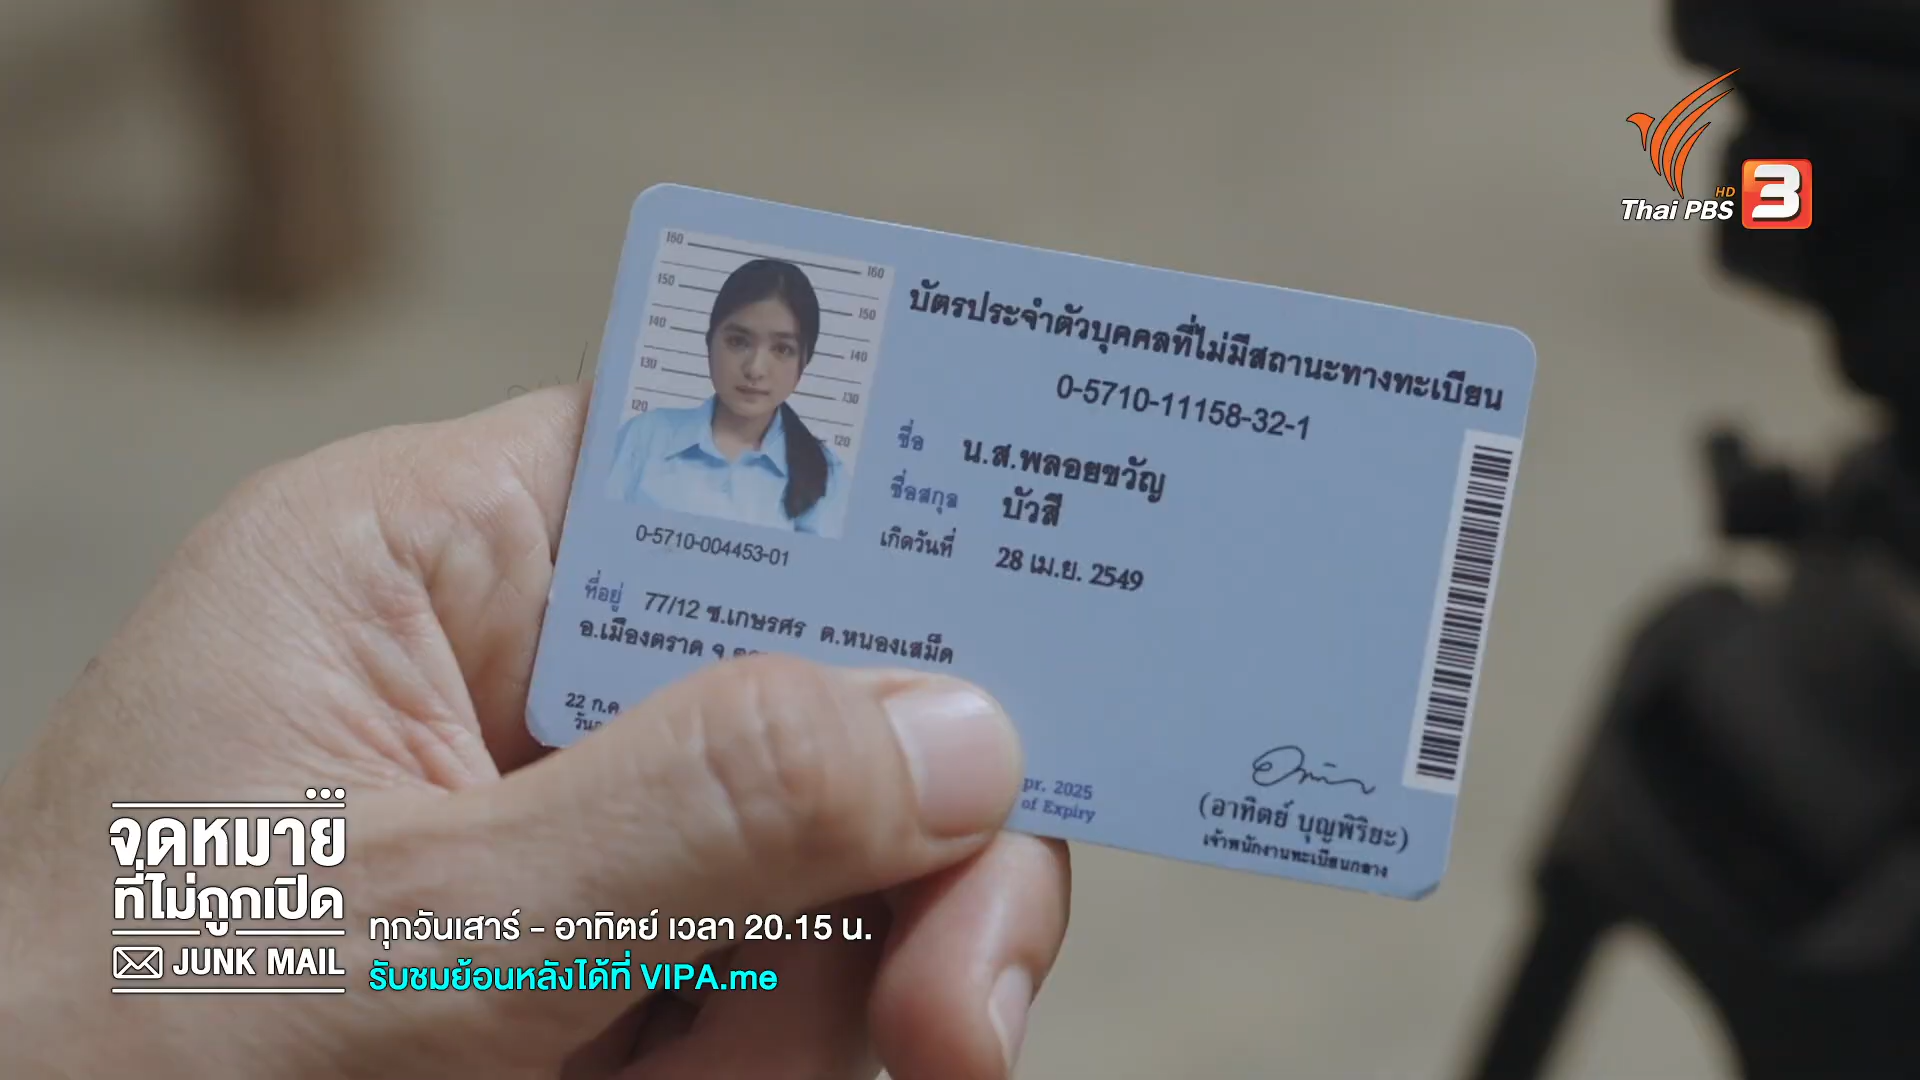 160
160
150
150
140
140
130
130
120
120
บัตรประจำตัวบุคคลที่ไม่มีสถานะทางทะเบียน
0-5710-11158-32-1
ชื่อ น.ส.พลอยขวัญ
ชื่อสกุล บัวสี
เกิดวันที่ 28 เม.ย. 2549
0-5710-004453-01
ที่อยู่ 77/12 ซ.เกษรศร ต.หนองเสม็ด
อ.เมืองตราด จ.
22 ก.ค.
pr. 2025
of Expiry
(อาทิตย์ บุญพิริยะ)
เจ้าพนักงานทะเบียนกลาง
HD
Thai PBS 3
จดหมาย
ที่ไม่ถูกเปิด
JUNK MAIL
ทุกวันเสาร์ - อาทิตย์ เวลา 20.15 น.
รับชมย้อนหลังได้ที่ VIPA.me